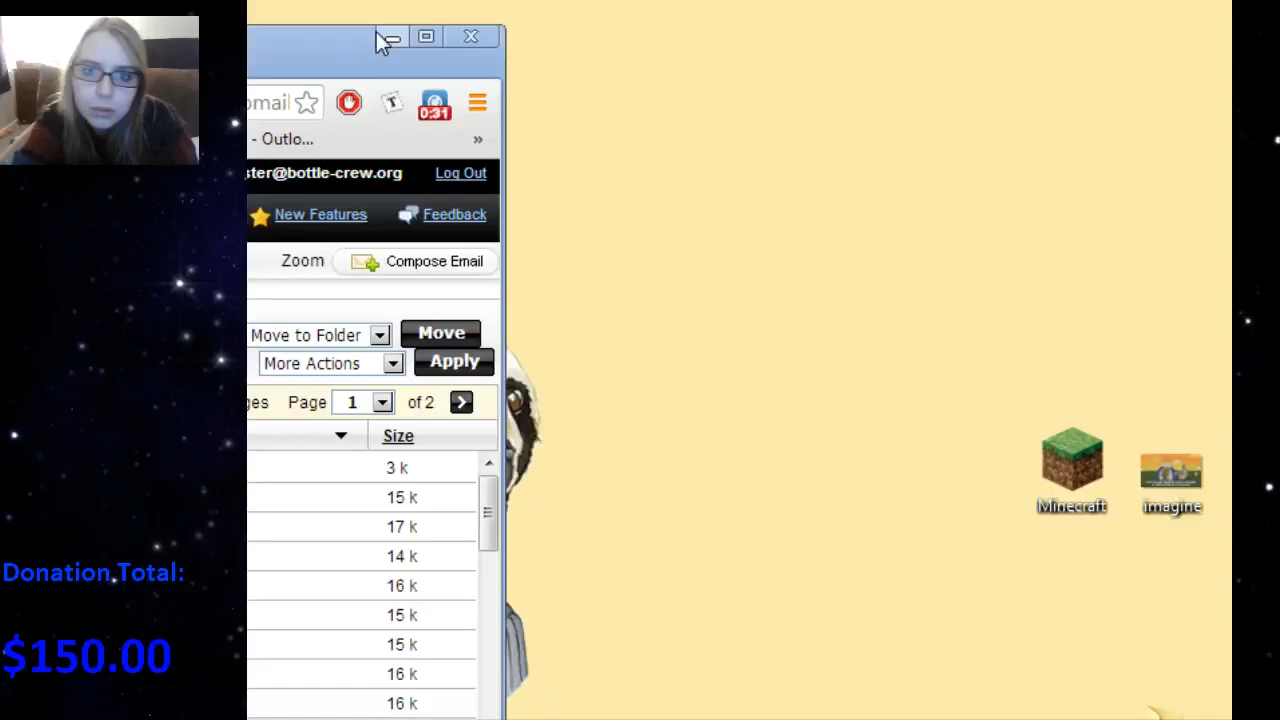 omail
T
0:31
- Outlo...
»
ster@bottle-crew.org Log Out
New Features Feedback
Zoom Compose Email
Move to Folder Move
More Actions Apply
ges Page 1 of 2
Size
3 k
15 k
17 k
14 k
16 k
15 k
15 k
16 k
16 k
Minecraft imagine
Donation Total:
$150.00